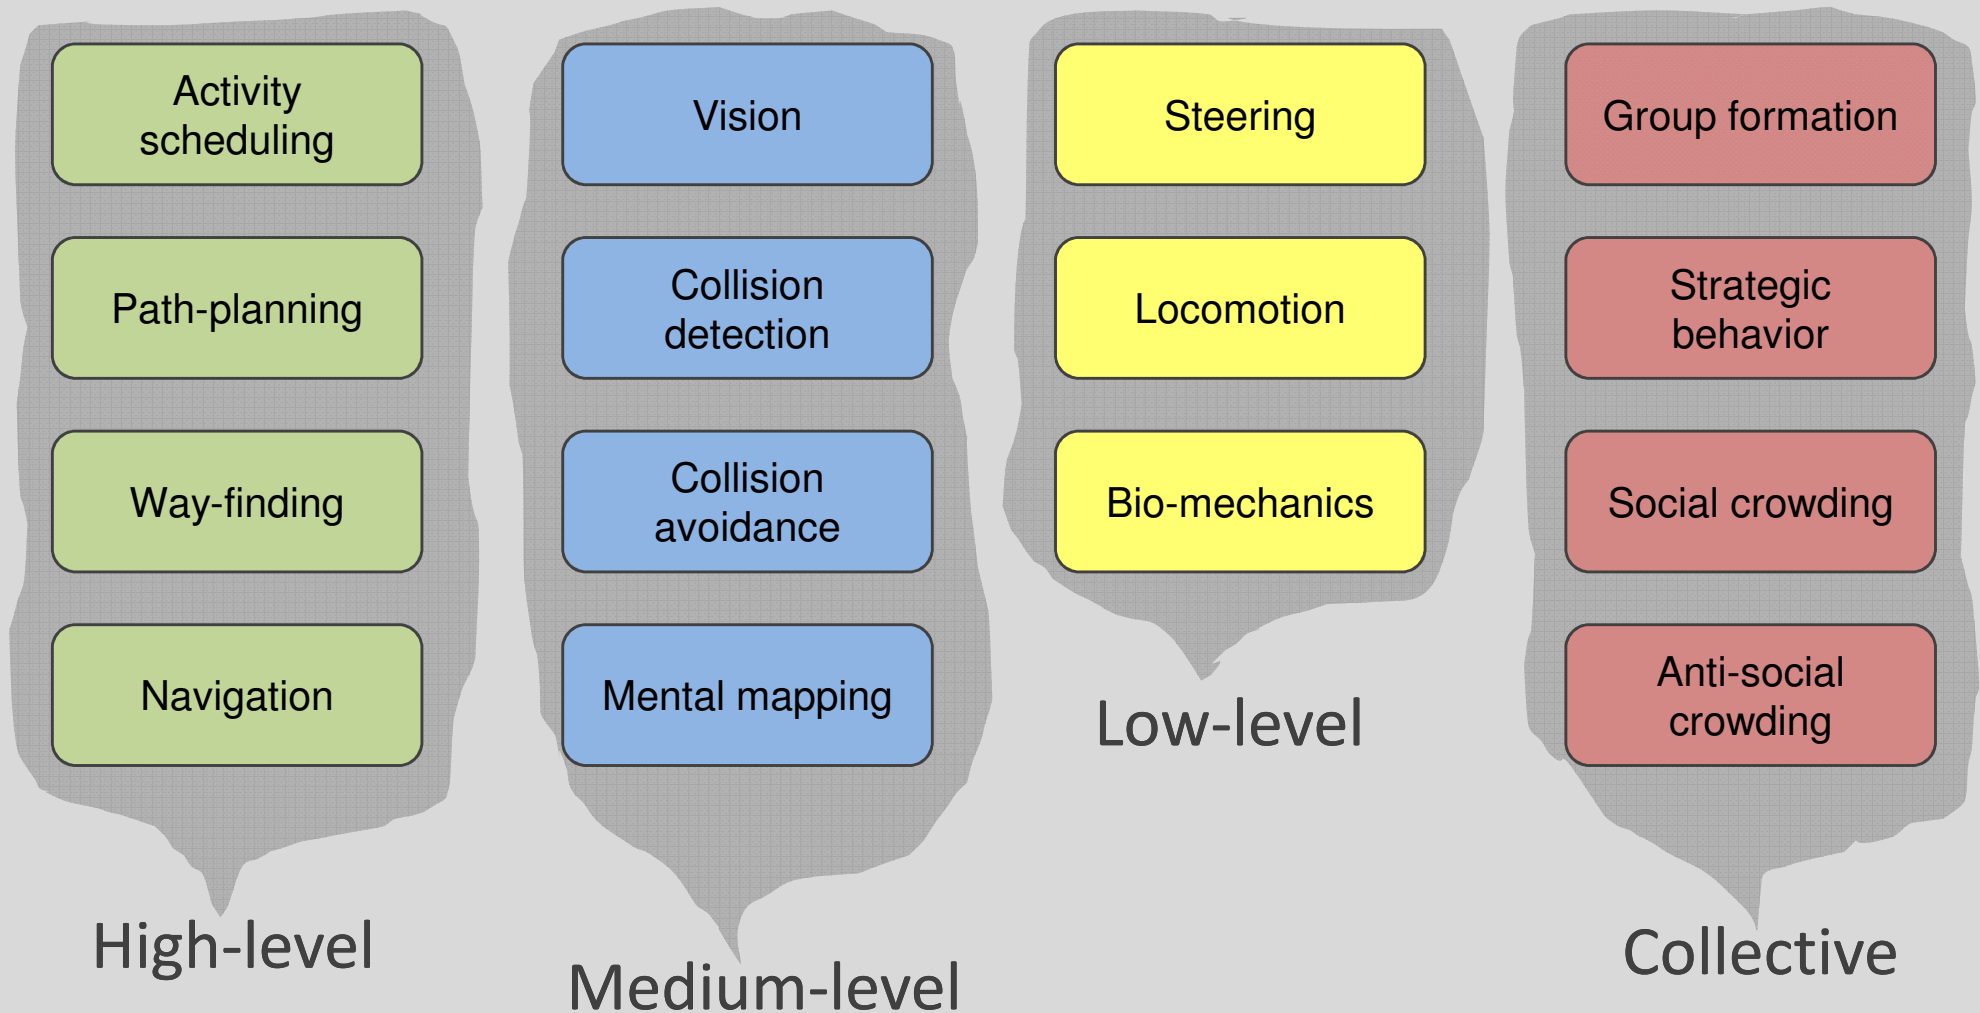 Activity
scheduling
Path-planning
Way-finding
Navigation
High-level
Vision
Collision
detection
Collision
avoidance
Mental mapping
Medium-level
Steering
Locomotion
Bio-mechanics
Low-level
Group formation
Strategic
behavior
Social crowding
Anti-social
crowding
Collective